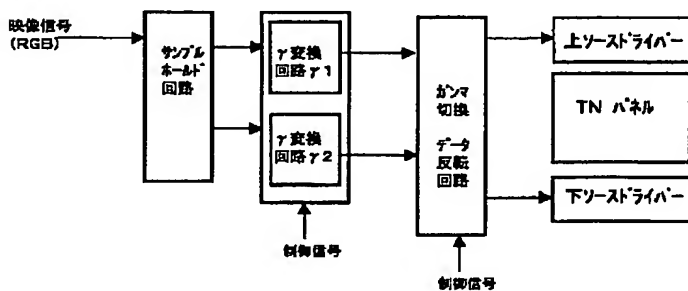 映像信号
(RGB)
サンプル
ホールド
回路
γ変換
回路γ1
γ変換
回路γ2
制御信号
ガンマ
切換
データ
反転
回路
制御信号
上ソースドライバー
TN パネル
下ソースドライバー